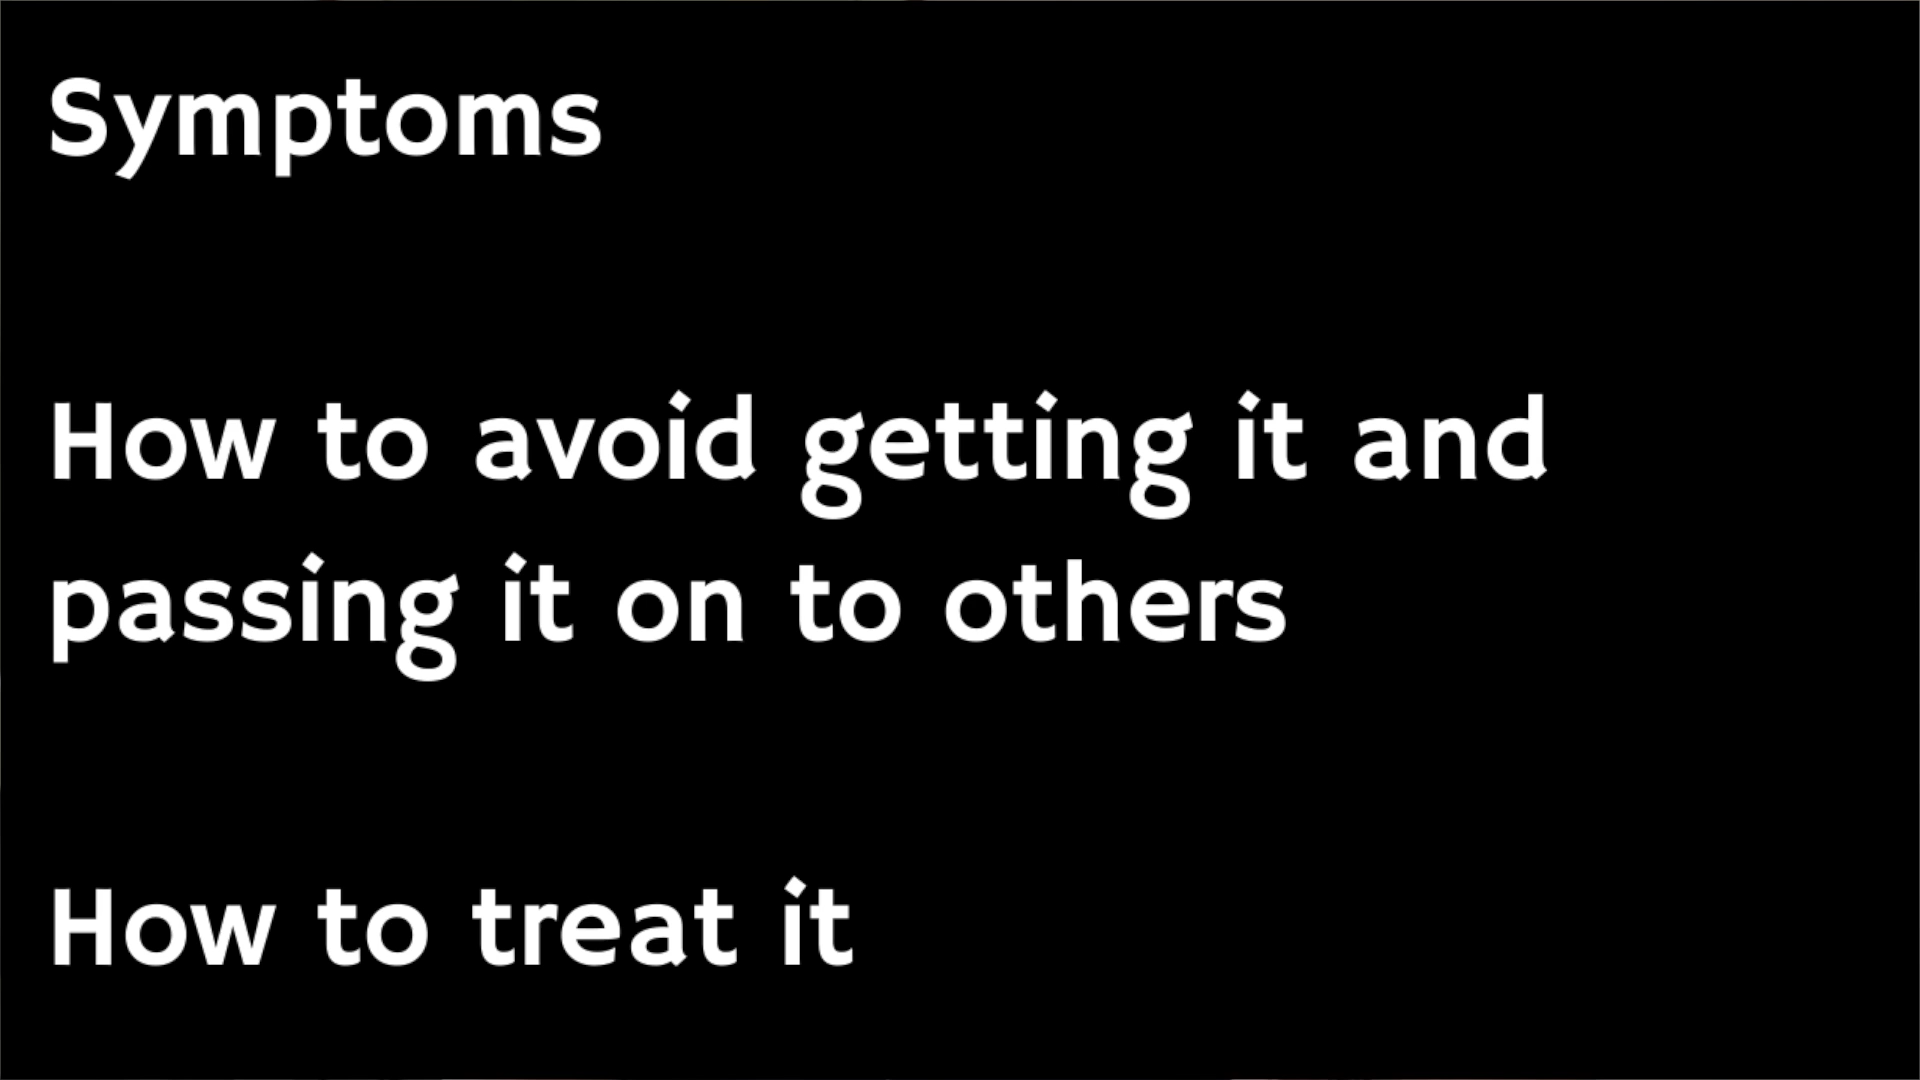 Symptoms
How to avoid getting it and
passing it on to others
How to treat it